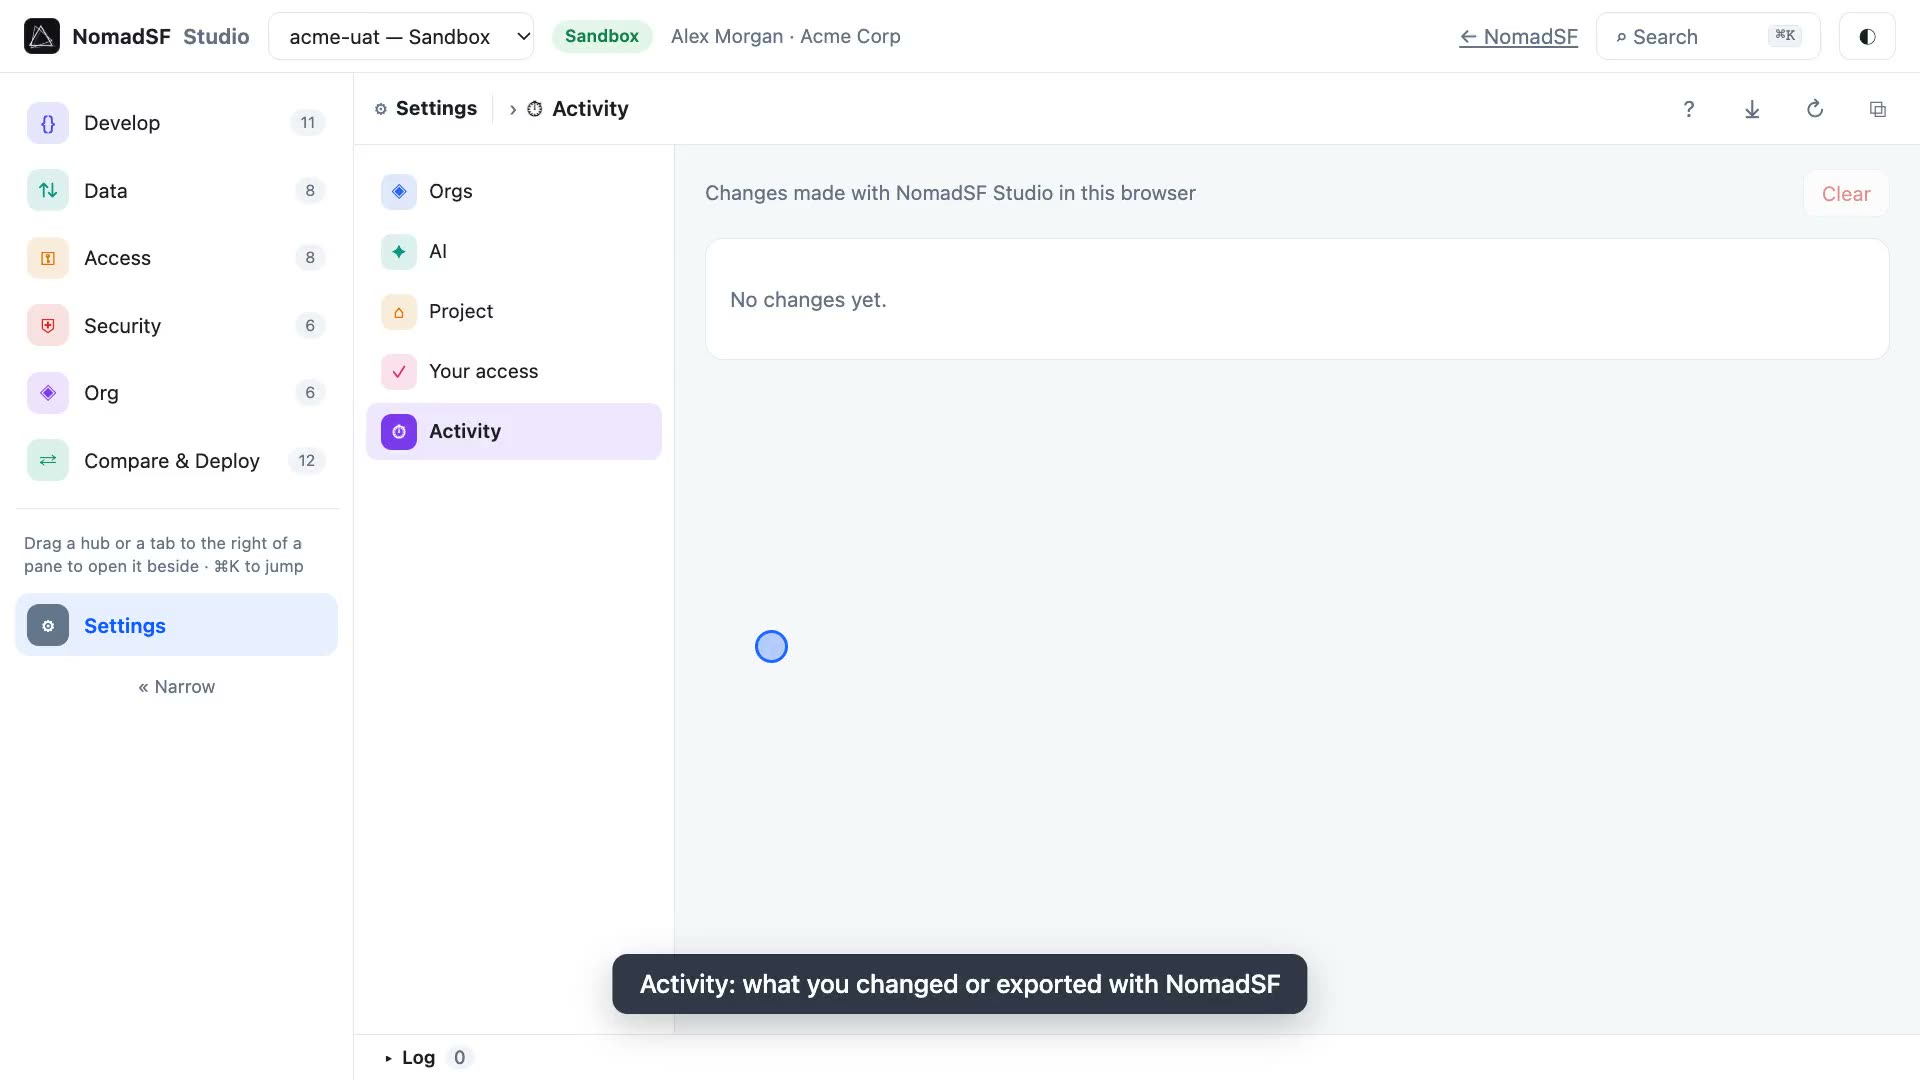 NomadSF Studio
acme-uat — Sandbox
Sandbox
Alex Morgan · Acme Corp
← NomadSF
Search
⌘K
Develop
11
Data
8
Access
8
Security
6
Org
6
Compare & Deploy
12
Drag a hub or a tab to the right of a
pane to open it beside · ⌘K to jump
Settings
« Narrow
Settings
› Activity
?
Orgs
AI
Project
Your access
Activity
Changes made with NomadSF Studio in this browser
Clear
No changes yet.
Activity: what you changed or exported with NomadSF
Log 0